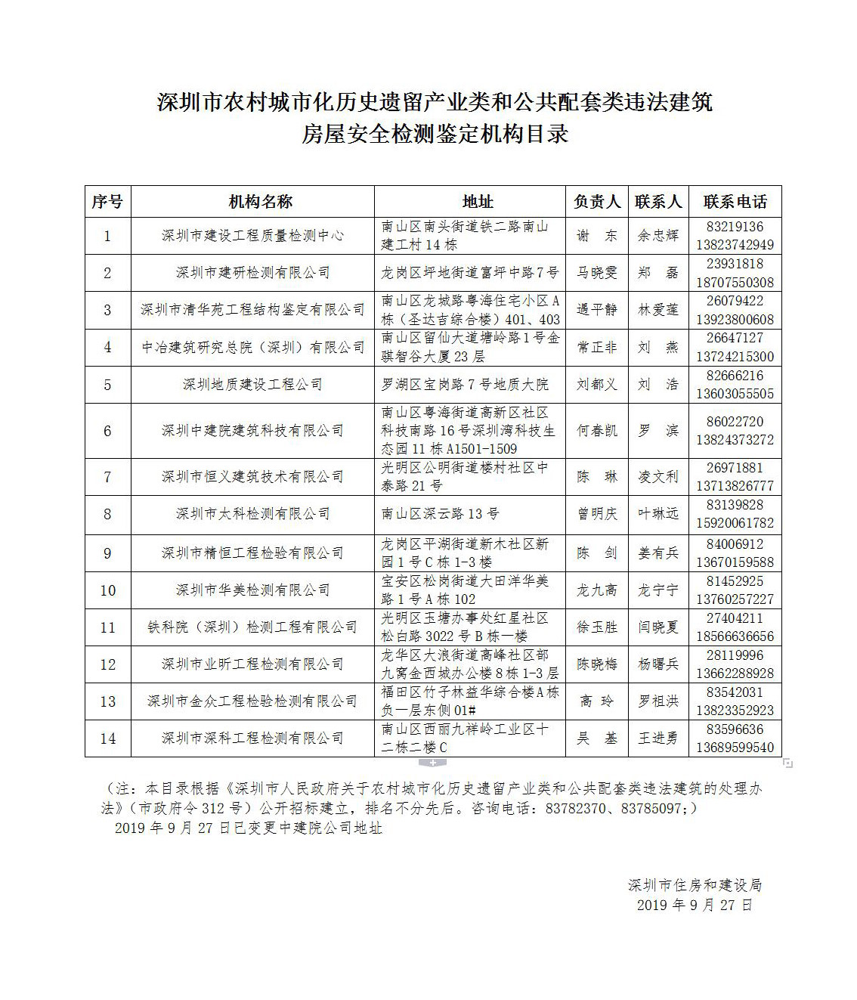 深圳市农村城市化历史遗留产业类和公共配套类违法建筑
房屋安全检测鉴定机构目录
序号 机构名称 地址 负责人 联系人 联系电话
1 深圳市建设工程质量检测中心 南山区南头街道铁二路南山 谢 东 余忠辉 83219136
建工村14栋 13823742949
2 深圳市建研检测有限公司 龙岗区坪地街道富坪中路7号 马晓雯 郑 磊 23931818
18707550308
3 深圳市清华苑工程结构鉴定有限公司 南山区龙城路粤海住宅小区A 遇平静 林爱莲 26079422
栋（圣达吉综合楼）401、403 13923800608
4 中冶建筑研究总院（深圳）有限公司 南山区留仙大道塘岭路1号金 常正非 刘 燕 26647127
骐智谷大厦23层 13724215300
5 深圳地质建设工程公司 罗湖区宝岗路7号地质大院 刘都义 刘 浩 82666216
13603055505
6 深圳中建院建筑科技有限公司 南山区粤海街道高新区社区 何春凯 罗 滨 86022720
科技南路16号深圳湾科技生 13824373272
态园11栋A1501-1509
7 深圳市恒义建筑技术有限公司 光明区公明街道楼村社区中 陈 琳 凌文利 26971881
泰路21号 13713826777
8 深圳市太科检测有限公司 南山区深云路13号 曾明庆 叶琳远 83139828
15920061782
9 深圳市精恒工程检验有限公司 龙岗区平湖街道新木社区新 陈 剑 姜有兵 84006912
园1号C栋1-3楼 13670159588
10 深圳市华美检测有限公司 宝安区松岗街道大田洋华美 龙九高 龙宁宁 81452925
路1号A栋102 13760257227
11 铁科院（深圳）检测工程有限公司 光明区玉塘办事处红星社区 徐玉胜 闫晓夏 27404211
松白路3022号B栋一楼 18566636656
12 深圳市业昕工程检测有限公司 龙华区大浪街道高峰社区部 陈晓梅 杨曙兵 28119996
九窝金西城办公楼8栋1-3层 13662288928
13 深圳市金众工程检验检测有限公司 福田区竹子林益华综合楼A栋 高 玲 罗祖洪 83542031
负一层东侧01# 13823352923
14 深圳市深科工程检测有限公司 南山区西丽九祥岭工业区十 吴 基 王进勇 83596636
二栋二楼C 13689599540
（注：本目录根据《深圳市人民政府关于农村城市化历史遗留产业类和公共配套类违法建筑的处理办
法》（市政府令312号）公开招标建立，排名不分先后。咨询电话：83782370、83785097;）
2019年9月27日已变更中建院公司地址
深圳市住房和建设局
2019年9月27日